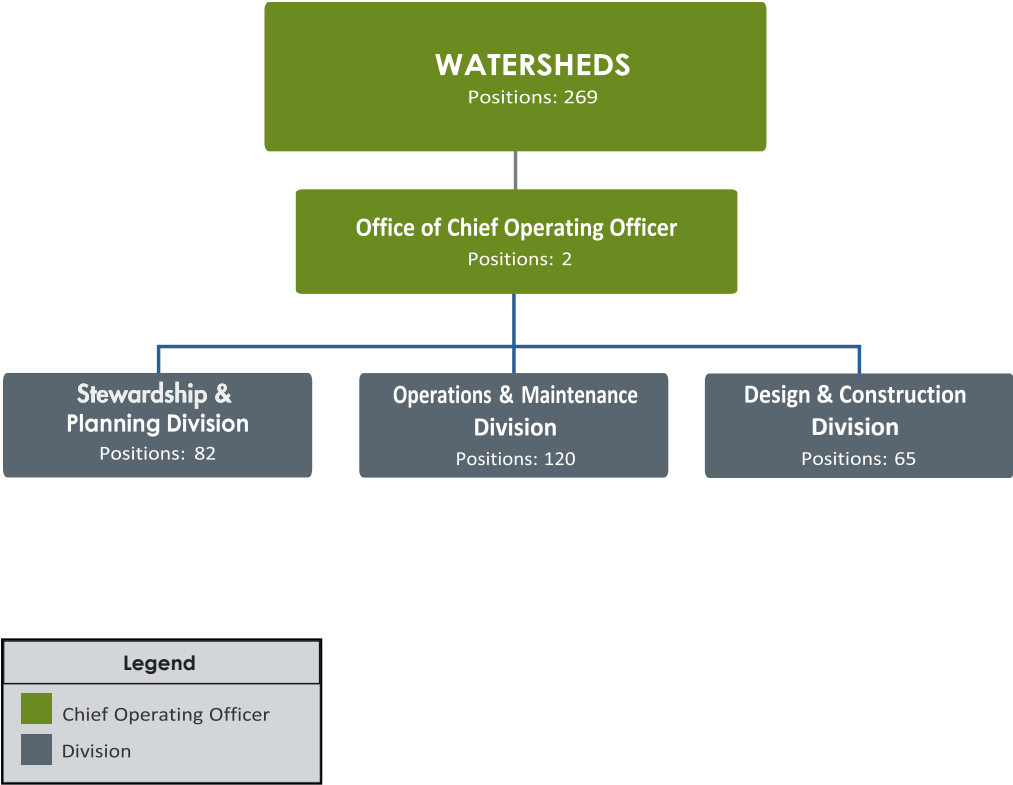 WATERSHEDS
Positions: 269
Office of Chief Operating Officer
Positions: 2
Stewardship &
Planning Division
Positions: 82
Operations & Maintenance
Division
Positions: 120
Design & Construction
Division
Positions: 65
Legend
Chief Operating Officer
Division